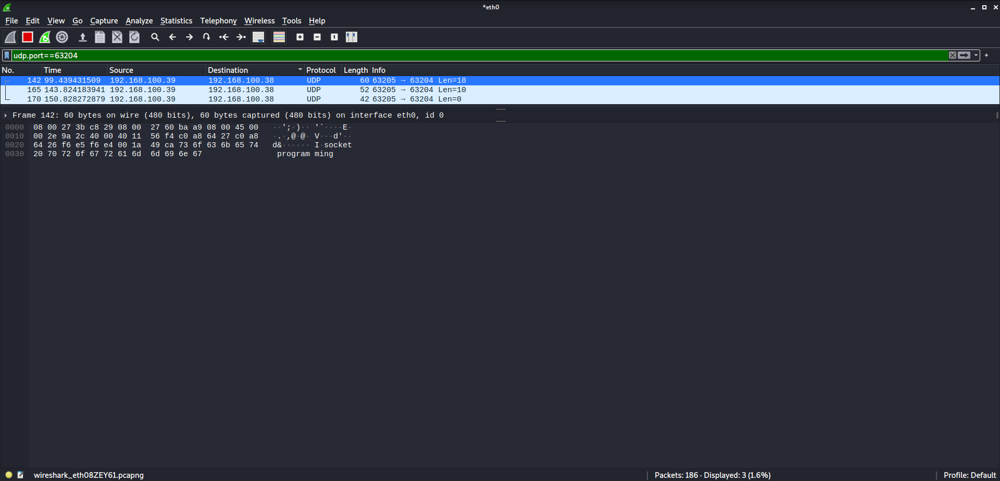 *eth0
File Edit View Go Capture Analyze Statistics Telephony Wireless Tools Help
udp.port==63204
No. Time Source Destination Protocol Length Info
142 99.439431509 192.168.100.39 192.168.100.38 UDP 60 63205 → 63204 Len=18
165 143.824183941 192.168.100.39 192.168.100.38 UDP 52 63205 → 63204 Len=10
170 150.828272879 192.168.100.39 192.168.100.38 UDP 42 63205 → 63204 Len=0
Frame 142: 60 bytes on wire (480 bits), 60 bytes captured (480 bits) on interface eth0, id 0
0000 08 00 27 3b c8 29 08 00 27 60 ba a9 08 00 45 00 ··';·)·· '`····E·
0010 00 2e 9a 2c 40 00 40 11 56 f4 c0 a8 64 27 c0 a8 ·.·,@·@· V···d'··
0020 64 26 f6 e5 f6 e4 00 1a 49 ca 73 6f 63 6b 65 74 d&······ I·socket
0030 20 70 72 6f 67 72 61 6d 6d 69 6e 67 program ming
wireshark_eth08ZEY61.pcapng Packets: 186 · Displayed: 3 (1.6%) Profile: Default